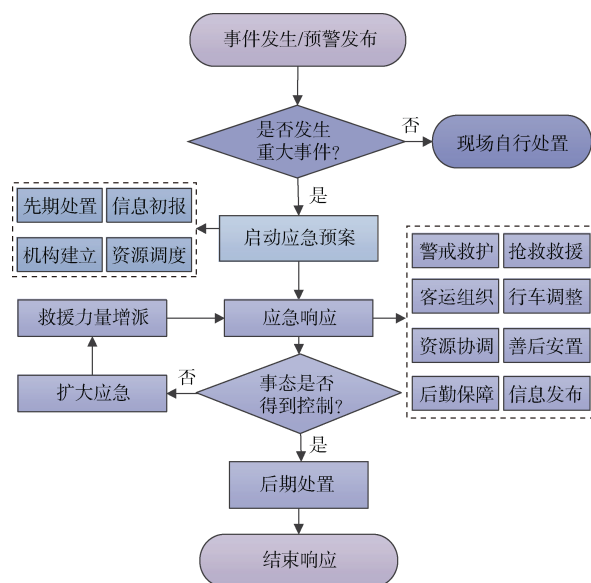 事件发生/预警发布
是否发生
重大事件?
否
现场自行处置
是
先期处置
信息初报
机构建立
资源调度
启动应急预案
警戒救护
抢救救援
客运组织
行车调整
资源协调
善后安置
后勤保障
信息发布
救援力量增派
应急响应
扩大应急
否
事态是否
得到控制?
是
后期处置
结束响应